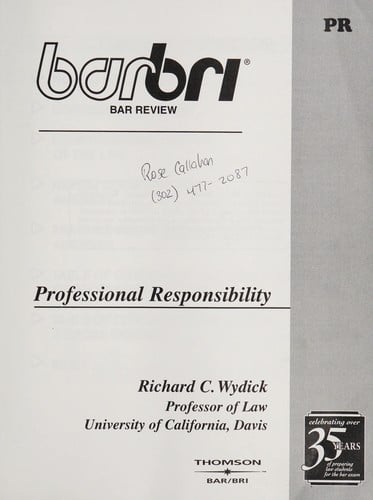 PR
barbri®
BAR REVIEW
Rose Callahan
(302) 477-2087
Professional Responsibility
Richard C. Wydick
Professor of Law
University of California, Davis
THOMSON
BAR/BRI
celebrating over
35 YEARS
of preparing
law students
for the bar exam